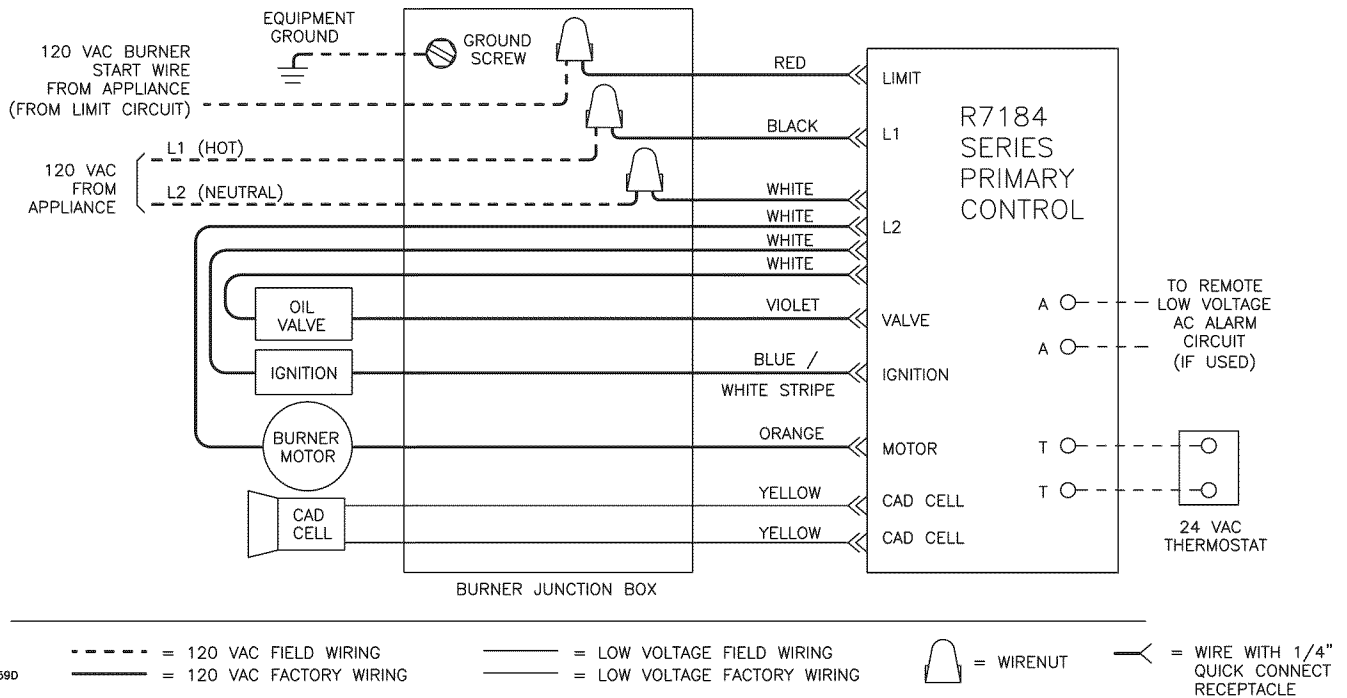 EQUIPMENT
GROUND
GROUND
SCREW
120 VAC BURNER
START WIRE
FROM APPLIANCE
(FROM LIMIT CIRCUIT)
L1 (HOT)
120 VAC
FROM
APPLIANCE
L2 (NEUTRAL)
RED
BLACK
WHITE
WHITE
WHITE
WHITE
VIOLET
BLUE /
WHITE STRIPE
ORANGE
YELLOW
YELLOW
OIL
VALVE
IGNITION
BURNER
MOTOR
CAD
CELL
BURNER JUNCTION BOX
LIMIT
L1
L2
VALVE
IGNITION
MOTOR
CAD CELL
CAD CELL
R7184
SERIES
PRIMARY
CONTROL
A
A
T
T
TO REMOTE
LOW VOLTAGE
AC ALARM
CIRCUIT
(IF USED)
24 VAC
THERMOSTAT
= 120 VAC FIELD WIRING
= 120 VAC FACTORY WIRING
= LOW VOLTAGE FIELD WIRING
= LOW VOLTAGE FACTORY WIRING
= WIRENUT
= WIRE WITH 1/4"
QUICK CONNECT
RECEPTACLE